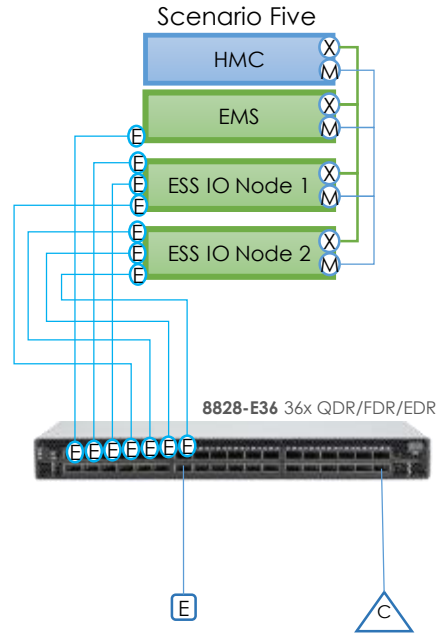 Scenario Five
HMC
X
M
EMS
X
M
E
E
ESS IO Node 1
X
E
M
E
E
ESS IO Node 2
X
E
M
E
8828-E36 36x QDR/FDR/EDR
E E E E E E E
E
C